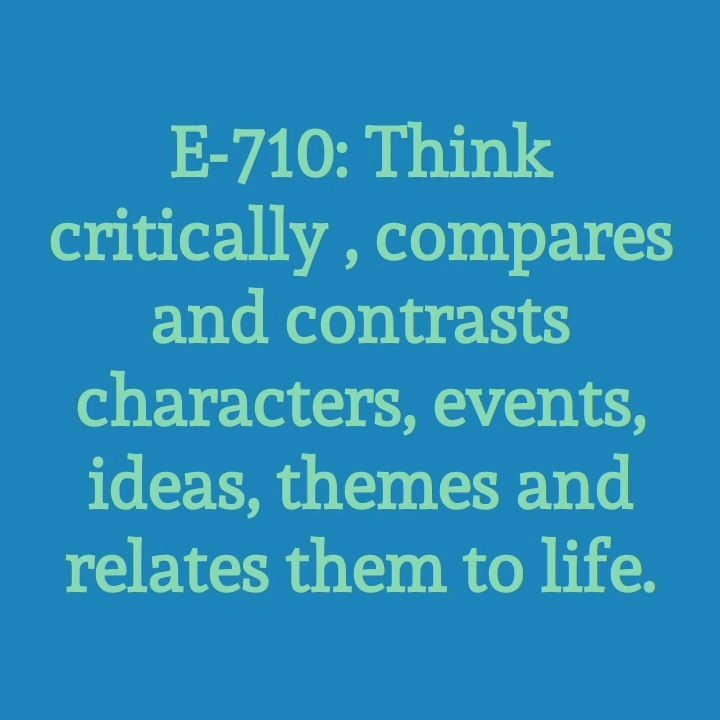 E-710: Think
critically , compares
and contrasts
characters, events,
ideas, themes and
relates them to life.